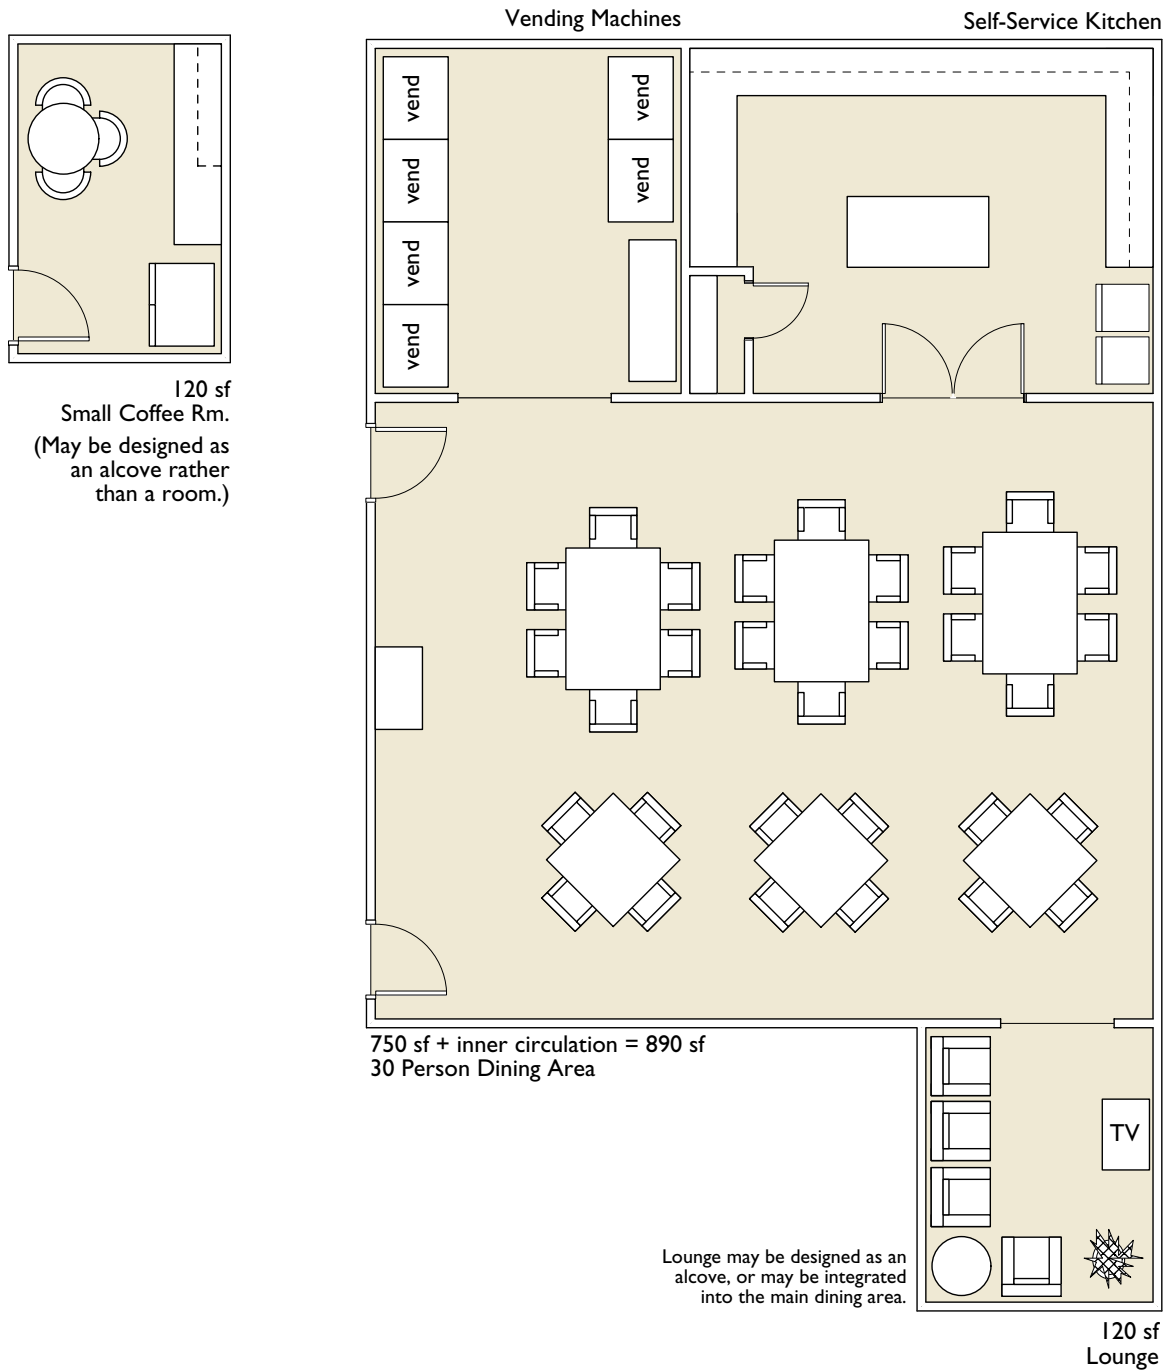 Vending Machines
Self-Service Kitchen
vend
vend
vend
vend
vend
vend
120 sf
Small Coffee Rm.
(May be designed as
an alcove rather
than a room.)
750 sf + inner circulation = 890 sf
30 Person Dining Area
TV
Lounge may be designed as an
alcove, or may be integrated
into the main dining area.
120 sf
Lounge